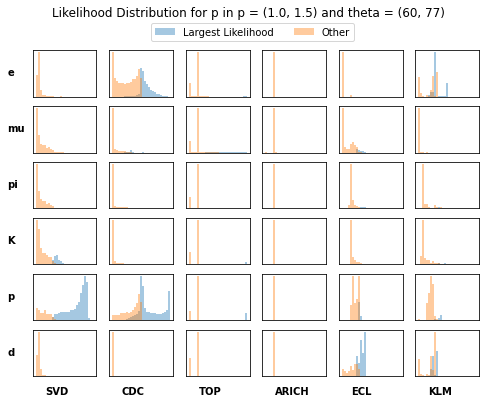 Likelihood Distribution for p in p = (1.0, 1.5) and theta = (60, 77)
Largest Likelihood Other
e
mu
pi
K
p
d
SVD CDC TOP ARICH ECL KLM